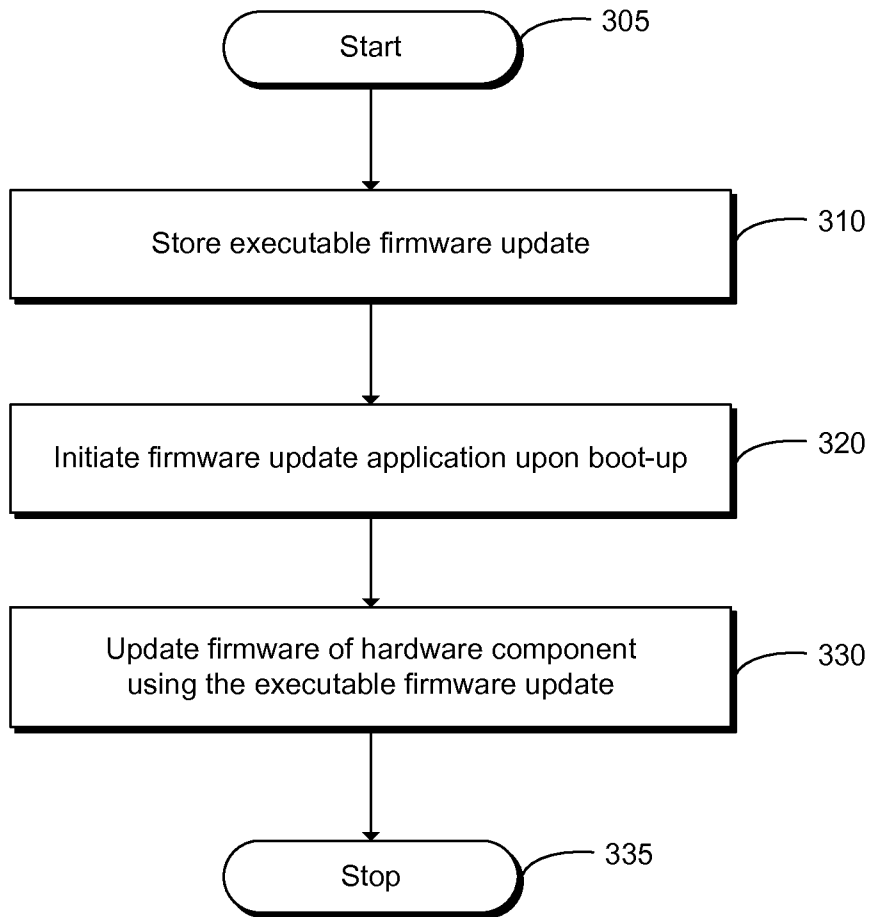 Start
305
Store executable firmware update
310
Initiate firmware update application upon boot-up
320
Update firmware of hardware component
using the executable firmware update
330
Stop
335